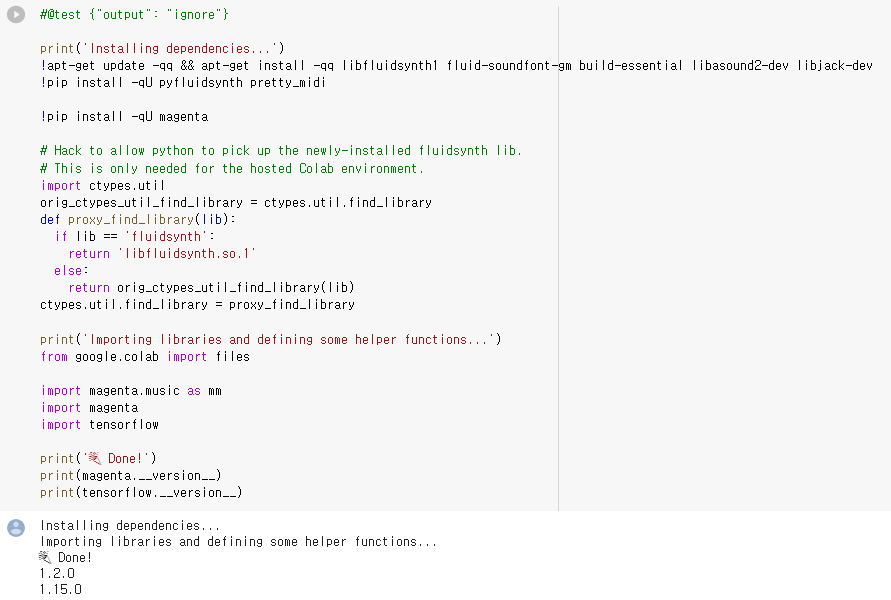 #@test {"output": "ignore"}
print('Installing dependencies...')
!apt-get update -qq && apt-get install -qq libfluidsynth1 fluid-soundfont-gm build-essential libasound2-dev libjack-dev
!pip install -qU pyfluidsynth pretty_midi
!pip install -qU magenta
# Hack to allow python to pick up the newly-installed fluidsynth lib.
# This is only needed for the hosted Colab environment.
import ctypes.util
orig_ctypes_util_find_library = ctypes.util.find_library
def proxy_find_library(lib):
  if lib == 'fluidsynth':
    return 'libfluidsynth.so.1'
  else:
    return orig_ctypes_util_find_library(lib)
ctypes.util.find_library = proxy_find_library
print('Importing libraries and defining some helper functions...')
from google.colab import files
import magenta.music as mm
import magenta
import tensorflow
print('🎉 Done!')
print(magenta.__version__)
print(tensorflow.__version__)
Installing dependencies...
Importing libraries and defining some helper functions...
🎉 Done!
1.2.0
1.15.0